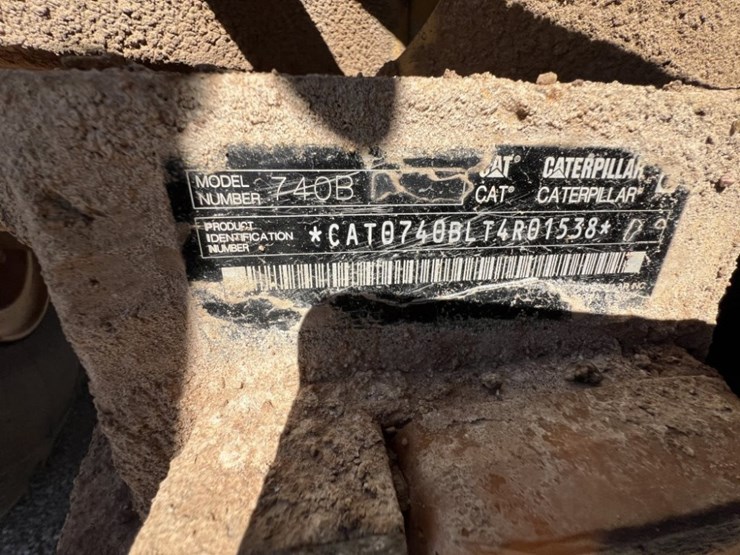 MODEL NUMBER 740B
CAT® CATERPILLAR
CAT® CATERPILLAR®
PRODUCT IDENTIFICATION NUMBER *CAT0740BLT4R01538*